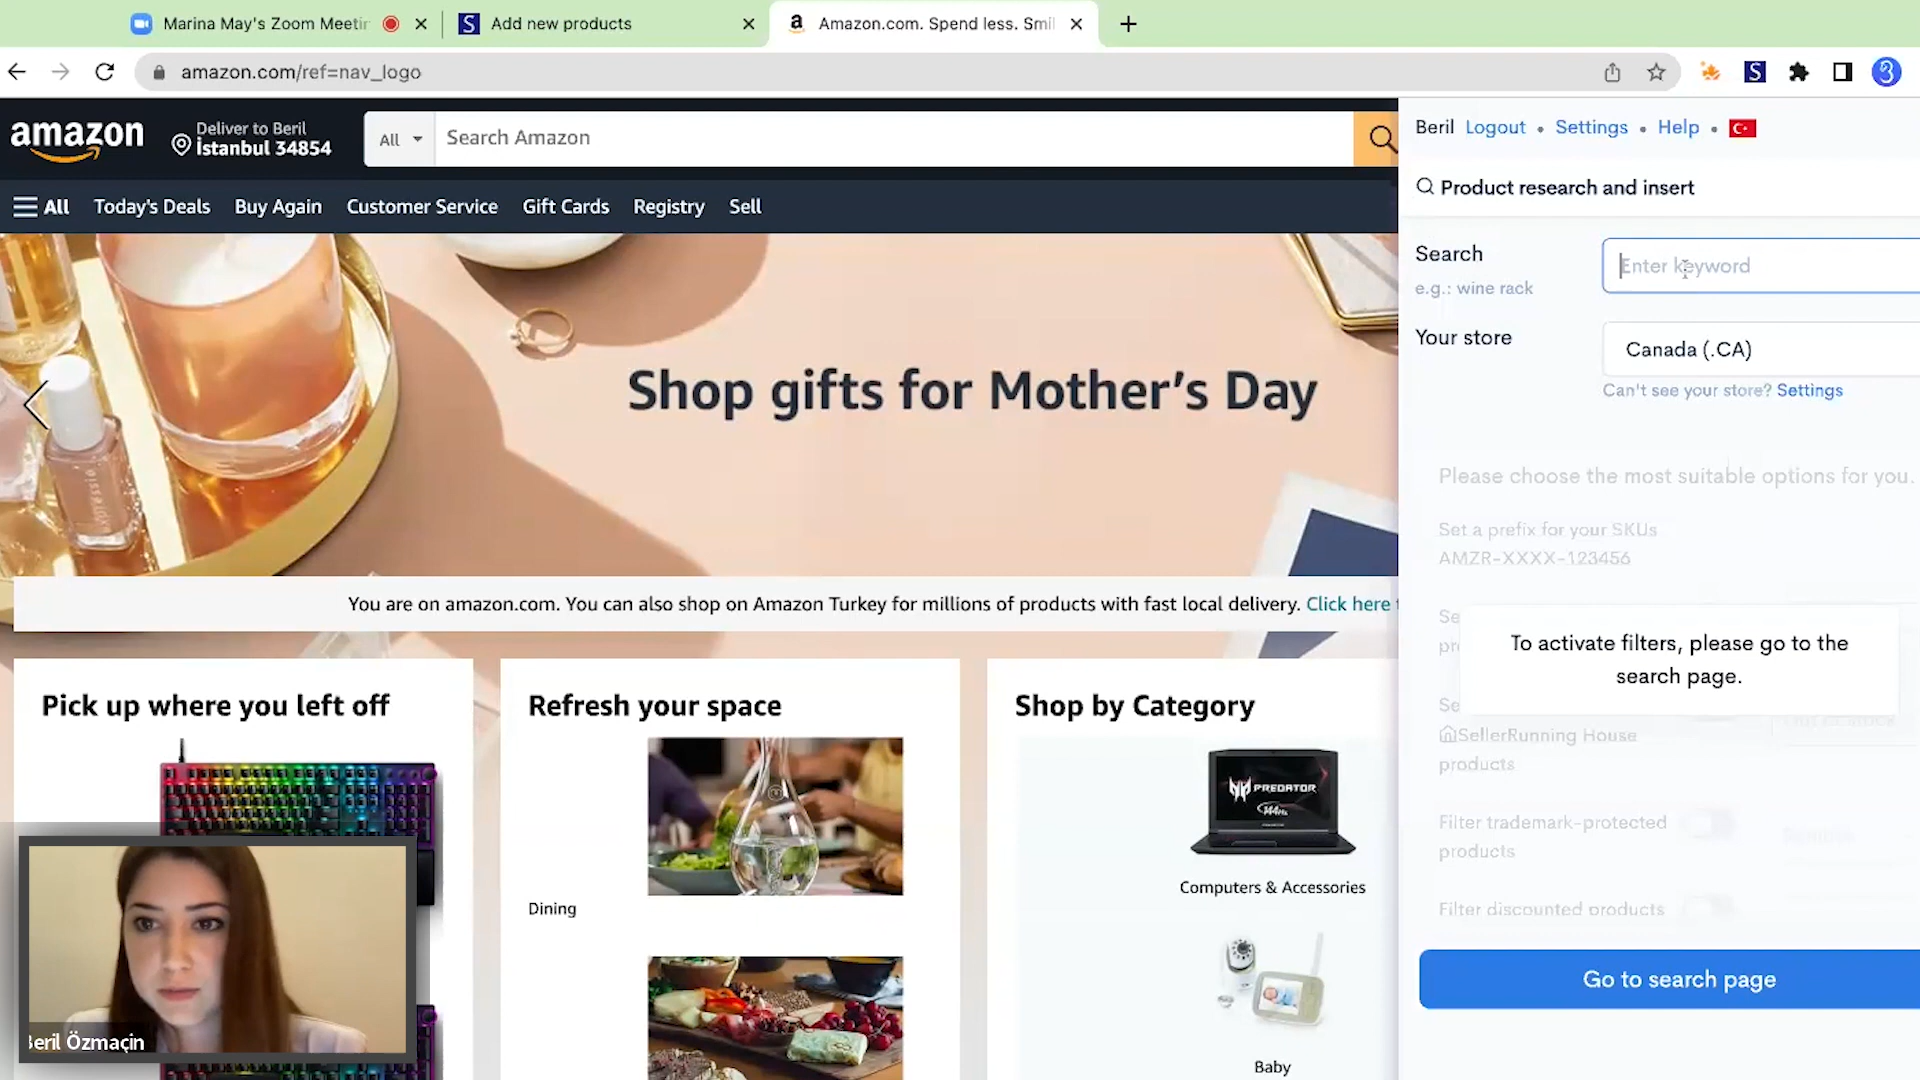 Marina May's Zoom Meetin
Add new products
Amazon.com. Spend less. Smil
amazon.com/ref=nav_logo
amazon
Deliver to Beril
İstanbul 34854
All
Search Amazon
All
Today's Deals
Buy Again
Customer Service
Gift Cards
Registry
Sell
Shop gifts for Mother's Day
You are on amazon.com. You can also shop on Amazon Turkey for millions of products with fast local delivery. Click here
Pick up where you left off
Refresh your space
Dining
Shop by Category
PREDATOR
Computers & Accessories
Baby
Beril Logout • Settings • Help •
Product research and insert
Search
e.g.: wine rack
Enter keyword
Your store
Canada (.CA)
Can't see your store? Settings
Please choose the most suitable options for you.
Set a prefix for your SKUs
AMZR-XXXX-123456
To activate filters, please go to the
search page.
SellerRunning House
products
Filter trademark-protected
products
Filter discounted products
Go to search page
Beril Özmaçin
expressie